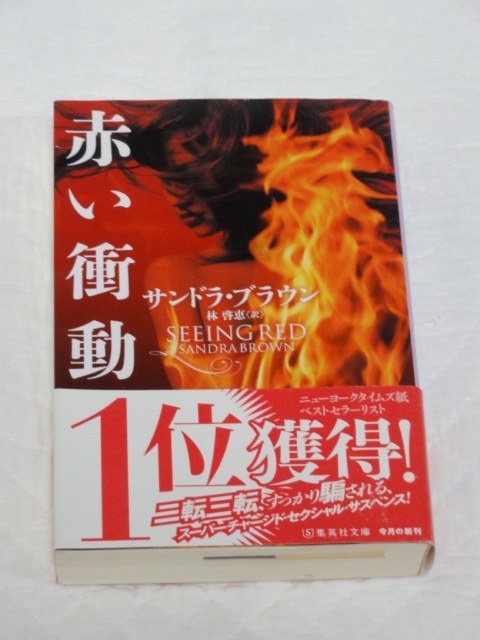 赤い衝動
サンドラ・ブラウン
林 啓恵〈訳〉
SEEING RED
SANDRA BROWN
ニューヨークタイムズ紙
ベストセラーリスト
1位獲得!
二転三転、すっかり騙される、
スーパーチャージド・セクシャル・サスペンス!
S 集英社文庫 今月の新刊